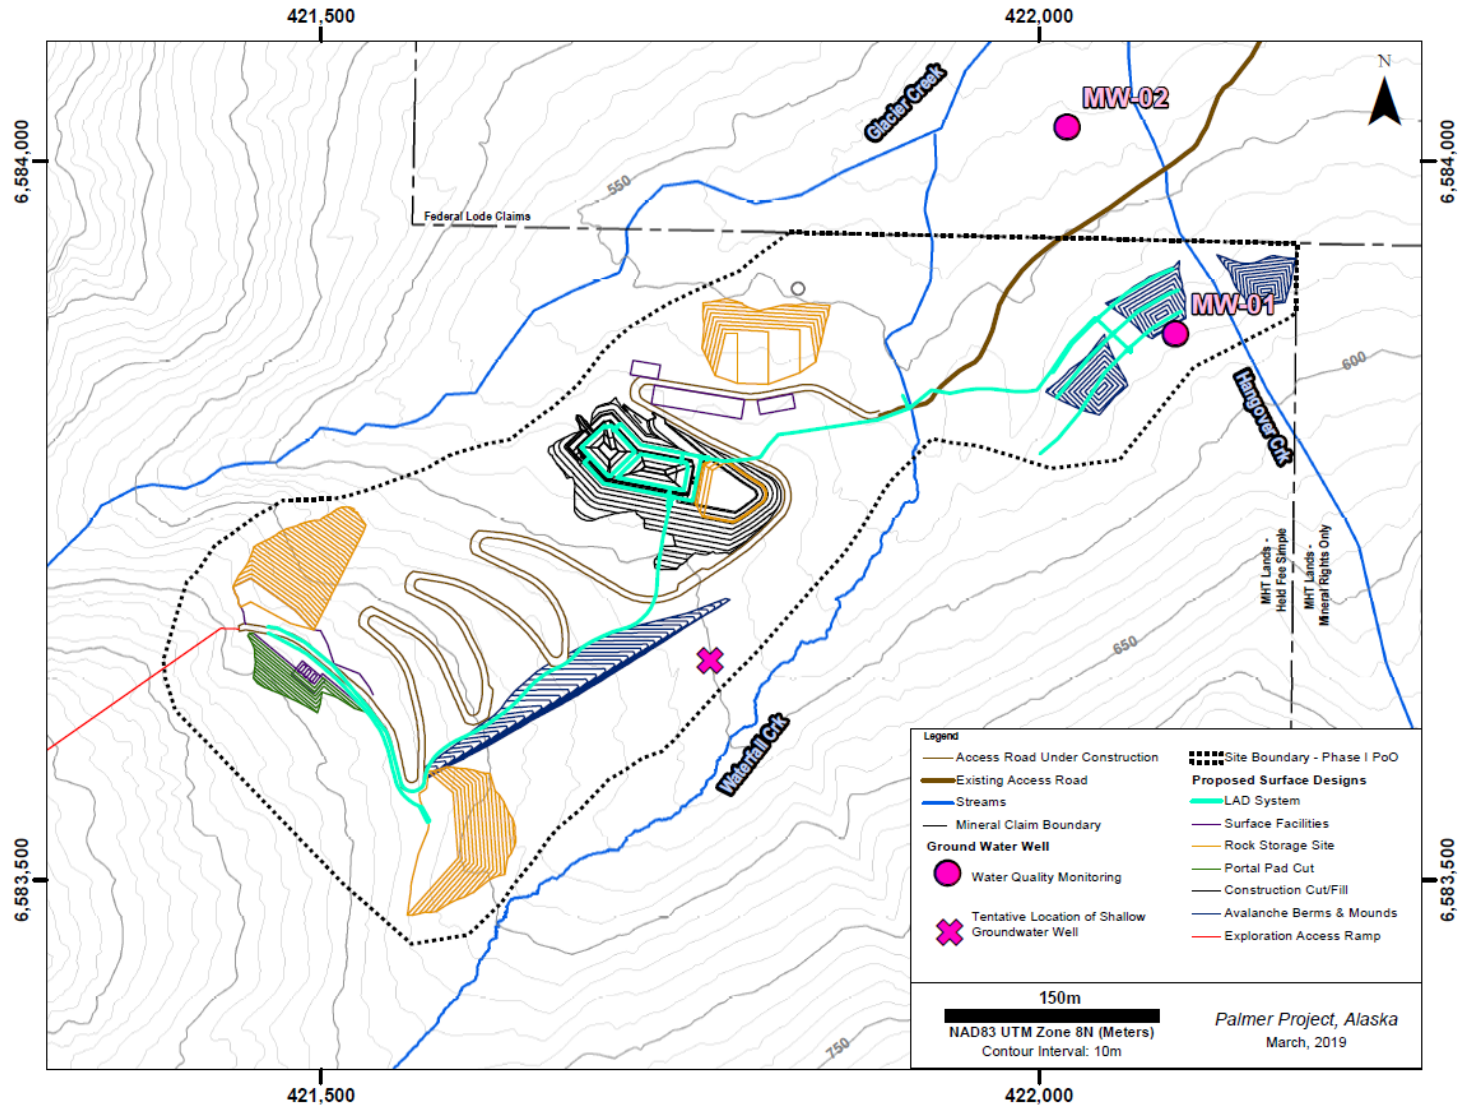 421,500
422,000
N
Glacier Creek
MW-02
6,584,000
6,584,000
550
Federal Lode Claims
MW-01
600
Hangover Crk
MHT Lands -
Held Fee Simple
MHT Lands -
Mineral Rights Only
650
Waterfall Crk
Legend
Access Road Under Construction
Existing Access Road
Streams
Mineral Claim Boundary
Ground Water Well
Water Quality Monitoring
Tentative Location of Shallow
Groundwater Well
Site Boundary - Phase I PoO
Proposed Surface Designs
LAD System
Surface Facilities
Rock Storage Site
Portal Pad Cut
Construction Cut/Fill
Avalanche Berms & Mounds
Exploration Access Ramp
6,583,500
6,583,500
150m
NAD83 UTM Zone 8N (Meters)
Contour Interval: 10m
Palmer Project, Alaska
March, 2019
750
421,500
422,000